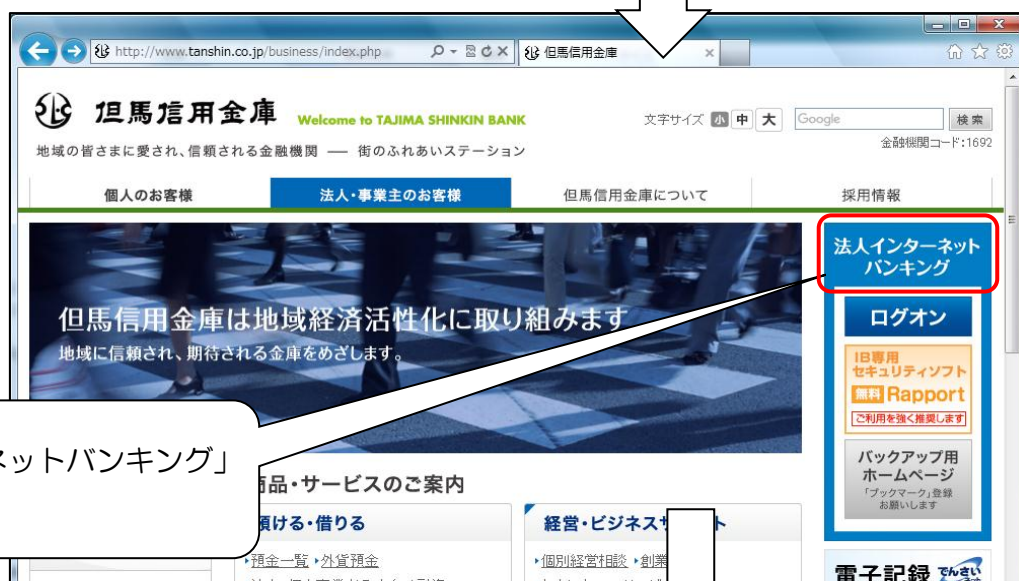 http://www.tanshin.co.jp/business/index.php
但馬信用金庫
但馬信用金庫 Welcome to TAJIMA SHINKIN BANK
文字サイズ 小 中 大
Google 検索
地域の皆さまに愛され、信頼される金融機関 ― 街のふれあいステーション
金融機関コード:1692
個人のお客様
法人・事業主のお客様
但馬信用金庫について
採用情報
但馬信用金庫は地域経済活性化に取り組みます
地域に信頼され、期待される金庫をめざします。
法人インターネット
バンキング
ログオン
IB専用
セキュリティソフト
無料 Rapport
ご利用を強く推奨します
バックアップ用
ホームページ
「ブックマーク」登録
お願いします
ネットバンキング」
商品・サービスのご案内
預ける・借りる
経営・ビジネスサ
ト
預金一覧 外貨預金
個別経営相談 創業
電子記録 でんさい